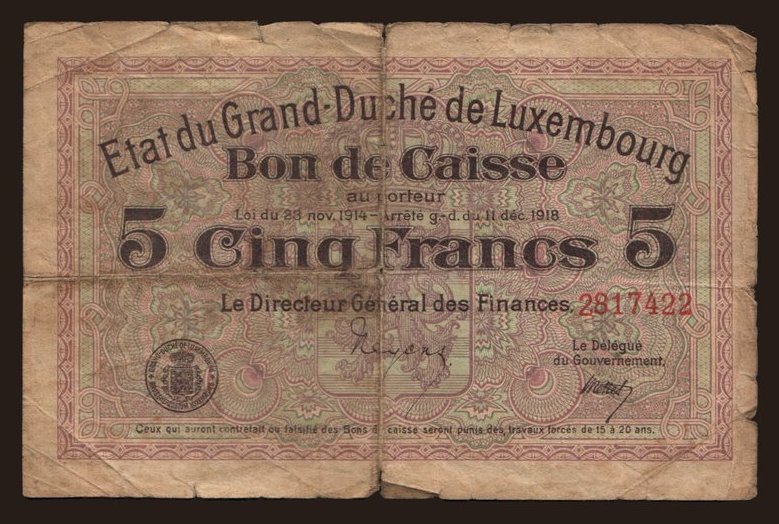 Etat du Grand-Duché de Luxembourg
Bon de Caisse
au porteur
Loi du 23 nov. 1914 - Arrêté g.-d. du 11 déc. 1918
5 Cinq Francs 5
Le Directeur Général des Finances, 2817422
Neyens
Le Délégué
du Gouvernement,
Ceux qui auront contrefait ou falsifié des Bons de caisse seront punis des travaux forcés de 15 à 20 ans.